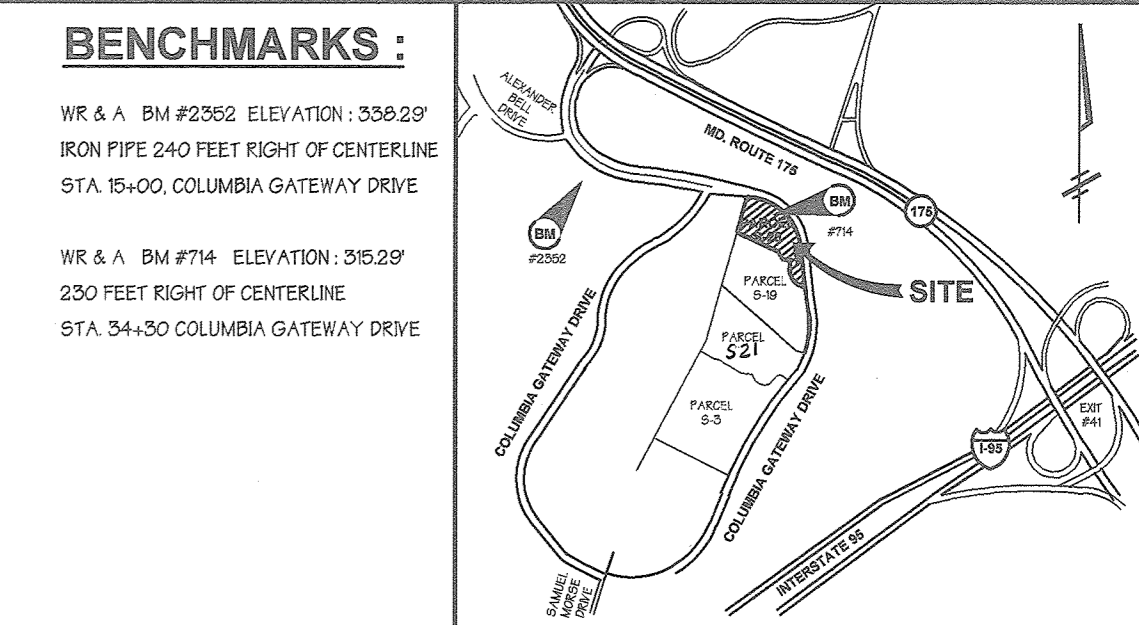 BENCHMARKS :
WR & A BM #2352 ELEVATION : 338.29'
IRON PIPE 240 FEET RIGHT OF CENTERLINE
STA. 15+00, COLUMBIA GATEWAY DRIVE
WR & A BM #714 ELEVATION : 315.29'
230 FEET RIGHT OF CENTERLINE
STA. 34+30 COLUMBIA GATEWAY DRIVE
ALEXANDER
BELL
DRIVE
MD. ROUTE 175
175
BM
#714
BM
#2352
SITE
PARCEL
S-19
PARCEL
S21
PARCEL
S-3
COLUMBIA GATEWAY DRIVE
COLUMBIA GATEWAY DRIVE
EXIT
#41
I-95
INTERSTATE 95
SAMUEL
MORSE
DRIVE